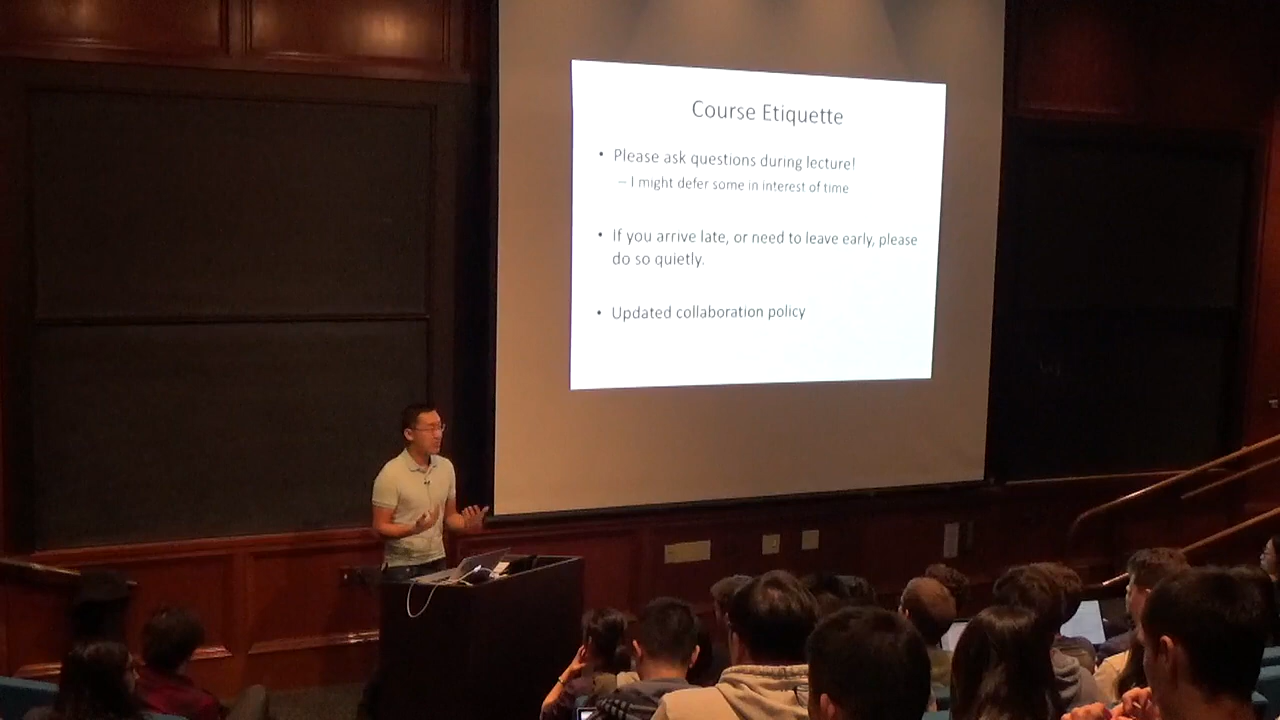 Course Etiquette
• Please ask questions during lecture!
– I might defer some in interest of time
• If you arrive late, or need to leave early, please
do so quietly.
• Updated collaboration policy